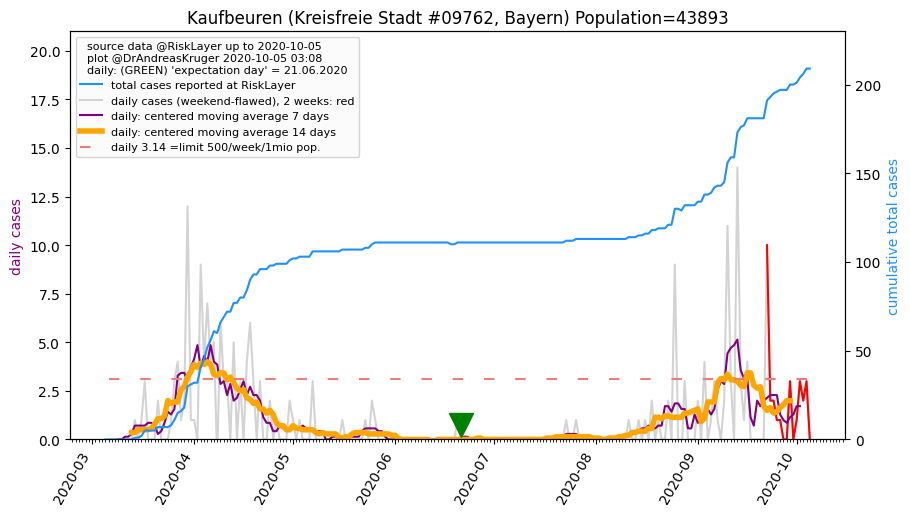 Kaufbeuren (Kreisfreie Stadt #09762, Bayern) Population=43893
source data @RiskLayer up to 2020-10-05
plot @DrAndreasKruger 2020-10-05 03:08
daily: (GREEN) 'expectation day' = 21.06.2020
total cases reported at RiskLayer
daily cases (weekend-flawed), 2 weeks: red
daily: centered moving average 7 days
daily: centered moving average 14 days
daily 3.14 =limit 500/week/1mio pop.
daily cases
20.0
17.5
15.0
12.5
10.0
7.5
5.0
2.5
0.0
cumulative total cases
200
150
100
50
0
2020-03
2020-04
2020-05
2020-06
2020-07
2020-08
2020-09
2020-10